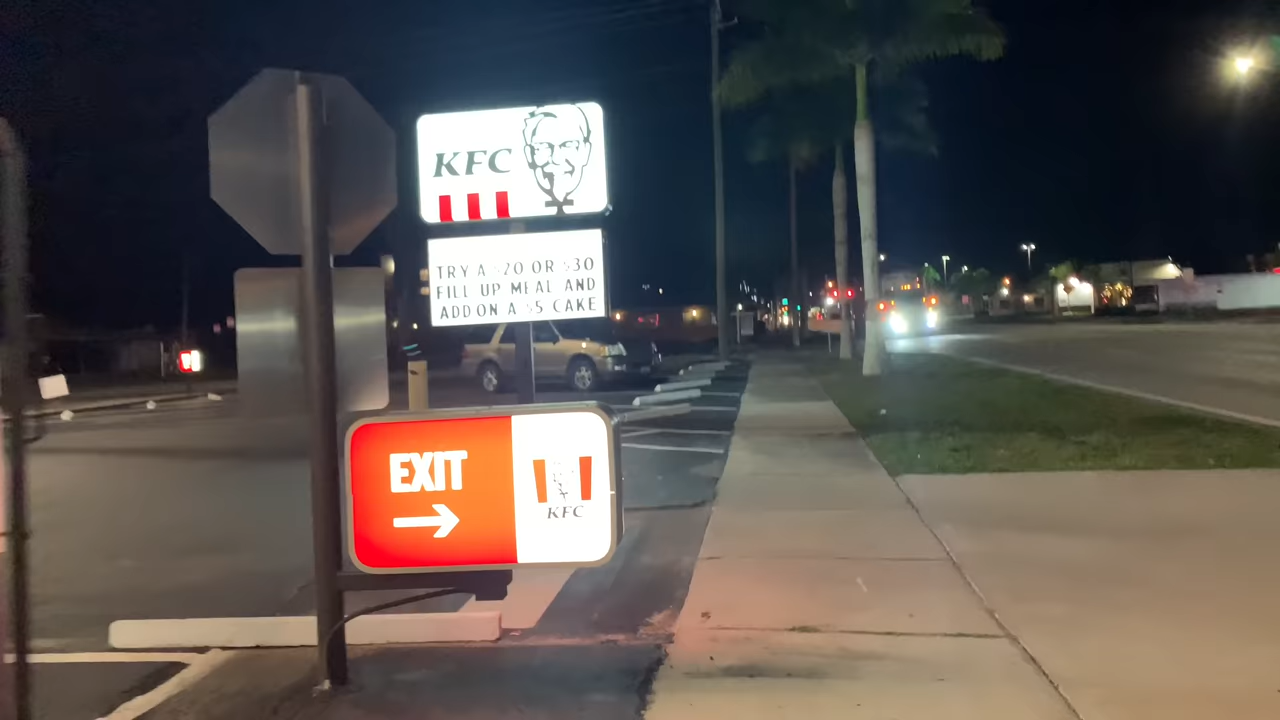 KFC
TRY A $20 OR $30
FILL UP MEAL AND
ADD ON A $5 CAKE
EXIT
KFC